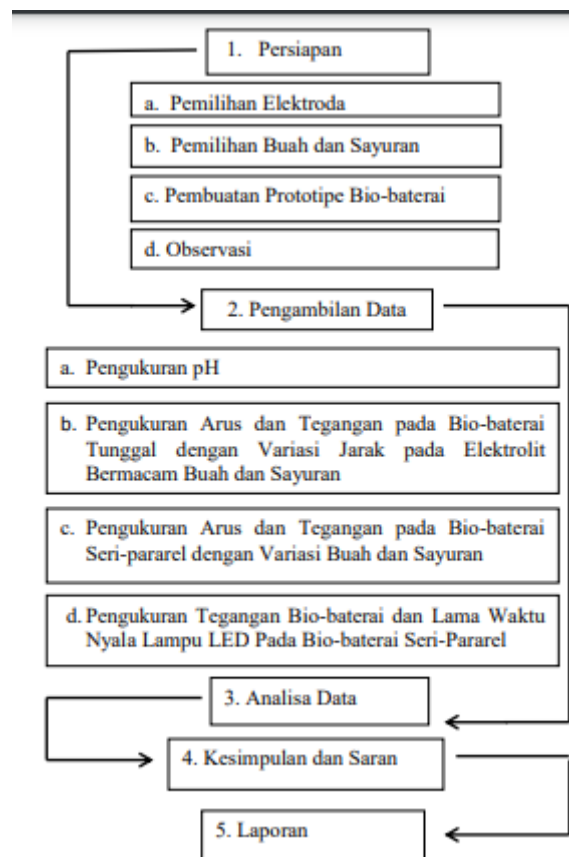 1. Persiapan
a. Pemilihan Elektroda
b. Pemilihan Buah dan Sayuran
c. Pembuatan Prototipe Bio-baterai
d. Observasi
2. Pengambilan Data
a. Pengukuran pH
b. Pengukuran Arus dan Tegangan pada Bio-baterai
Tunggal dengan Variasi Jarak pada Elektrolit
Bermacam Buah dan Sayuran
c. Pengukuran Arus dan Tegangan pada Bio-baterai
Seri-pararel dengan Variasi Buah dan Sayuran
d. Pengukuran Tegangan Bio-baterai dan Lama Waktu
Nyala Lampu LED Pada Bio-baterai Seri-Pararel
3. Analisa Data
4. Kesimpulan dan Saran
5. Laporan